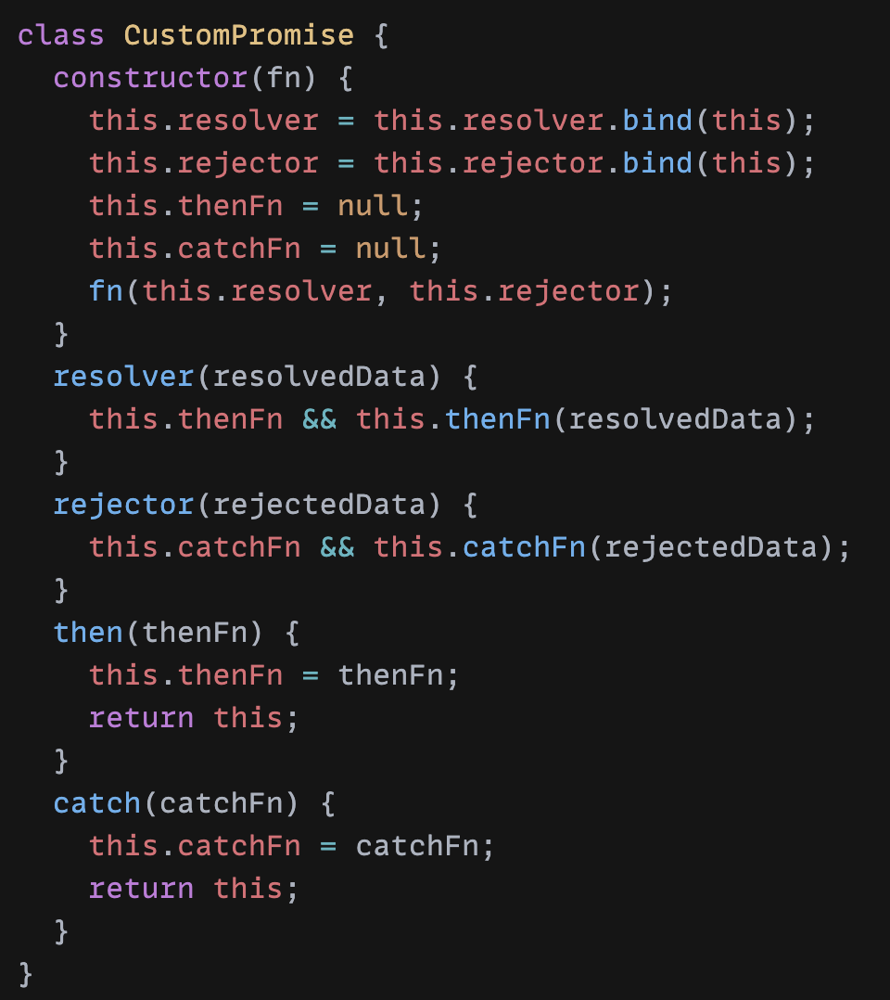 class CustomPromise {
  constructor(fn) {
    this.resolver = this.resolver.bind(this);
    this.rejector = this.rejector.bind(this);
    this.thenFn = null;
    this.catchFn = null;
    fn(this.resolver, this.rejector);
  }
  resolver(resolvedData) {
    this.thenFn && this.thenFn(resolvedData);
  }
  rejector(rejectedData) {
    this.catchFn && this.catchFn(rejectedData);
  }
  then(thenFn) {
    this.thenFn = thenFn;
    return this;
  }
  catch(catchFn) {
    this.catchFn = catchFn;
    return this;
  }
}